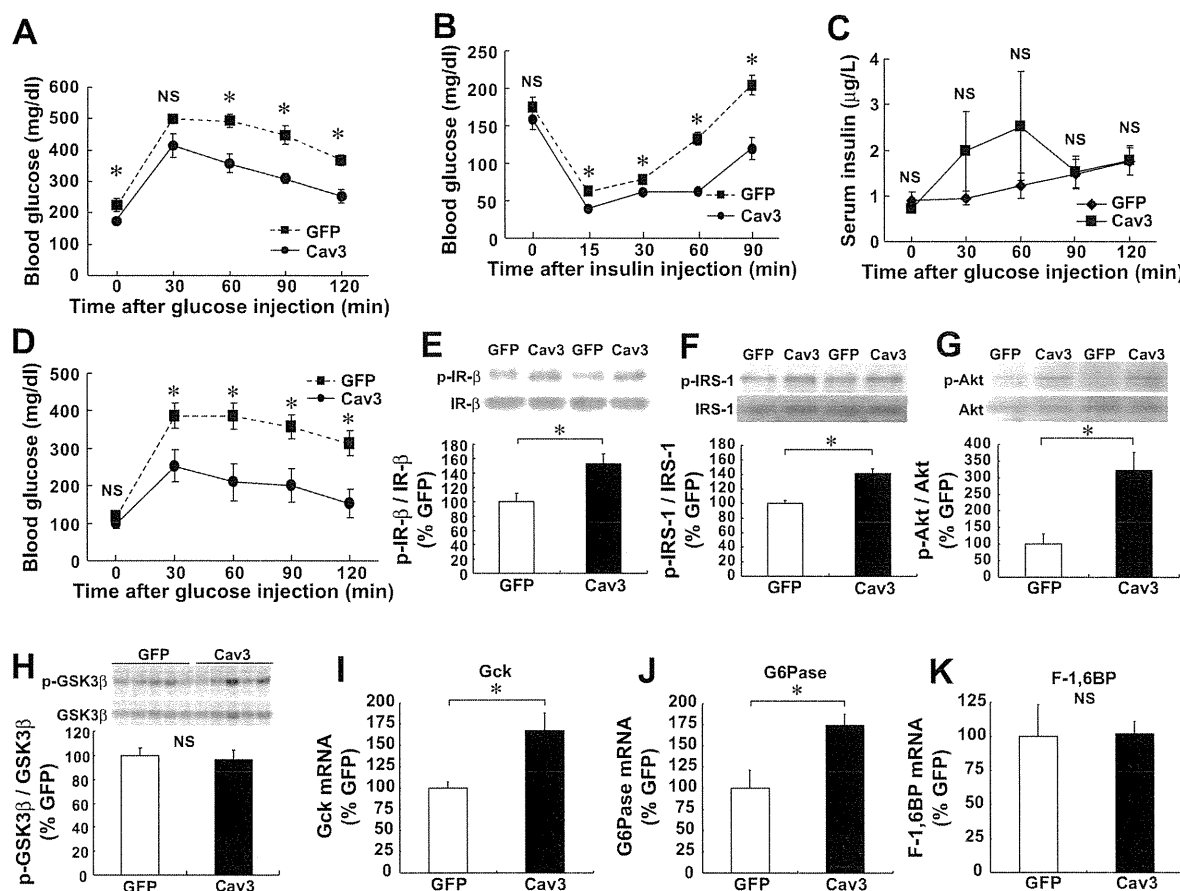 A
Blood glucose (mg/dl)
600
500
400
300
200
100
0
*
NS
*
*
*
GFP
Cav3
0 30 60 90 120
Time after glucose injection (min)
B
Blood glucose (mg/dl)
250
200
150
100
50
0
NS
*
*
*
*
GFP
Cav3
0 15 30 60 90
Time after insulin injection (min)
C
Serum insulin (µg/L)
4
3
2
1
0
NS
NS
NS
NS
NS
GFP
Cav3
0 30 60 90 120
Time after glucose injection (min)
D
Blood glucose (mg/dl)
500
400
300
200
100
0
NS
*
*
*
*
GFP
Cav3
0 30 60 90 120
Time after glucose injection (min)
E
GFP Cav3 GFP Cav3
p-IR-β
IR-β
p-IR-β / IR-β
(% GFP)
180
160
140
120
100
80
60
40
20
0
*
GFP Cav3
F
GFP Cav3 GFP Cav3
p-IRS-1
IRS-1
p-IRS-1 / IRS-1
(% GFP)
180
160
140
120
100
80
60
40
20
0
*
GFP Cav3
G
GFP Cav3 GFP Cav3
p-Akt
Akt
p-Akt / Akt
(% GFP)
400
350
300
250
200
150
100
50
0
*
GFP Cav3
H
GFP Cav3
p-GSK3β
GSK3β
p-GSK3β / GSK3β
(% GFP)
120
100
80
60
40
20
0
NS
GFP Cav3
I
Gck
Gck mRNA
(% GFP)
200
175
150
125
100
75
50
25
0
*
GFP Cav3
J
G6Pase
G6Pase mRNA
(% GFP)
200
175
150
125
100
75
50
25
0
*
GFP Cav3
K
F-1,6BP
NS
F-1,6BP mRNA
(% GFP)
125
100
75
50
25
0
GFP Cav3